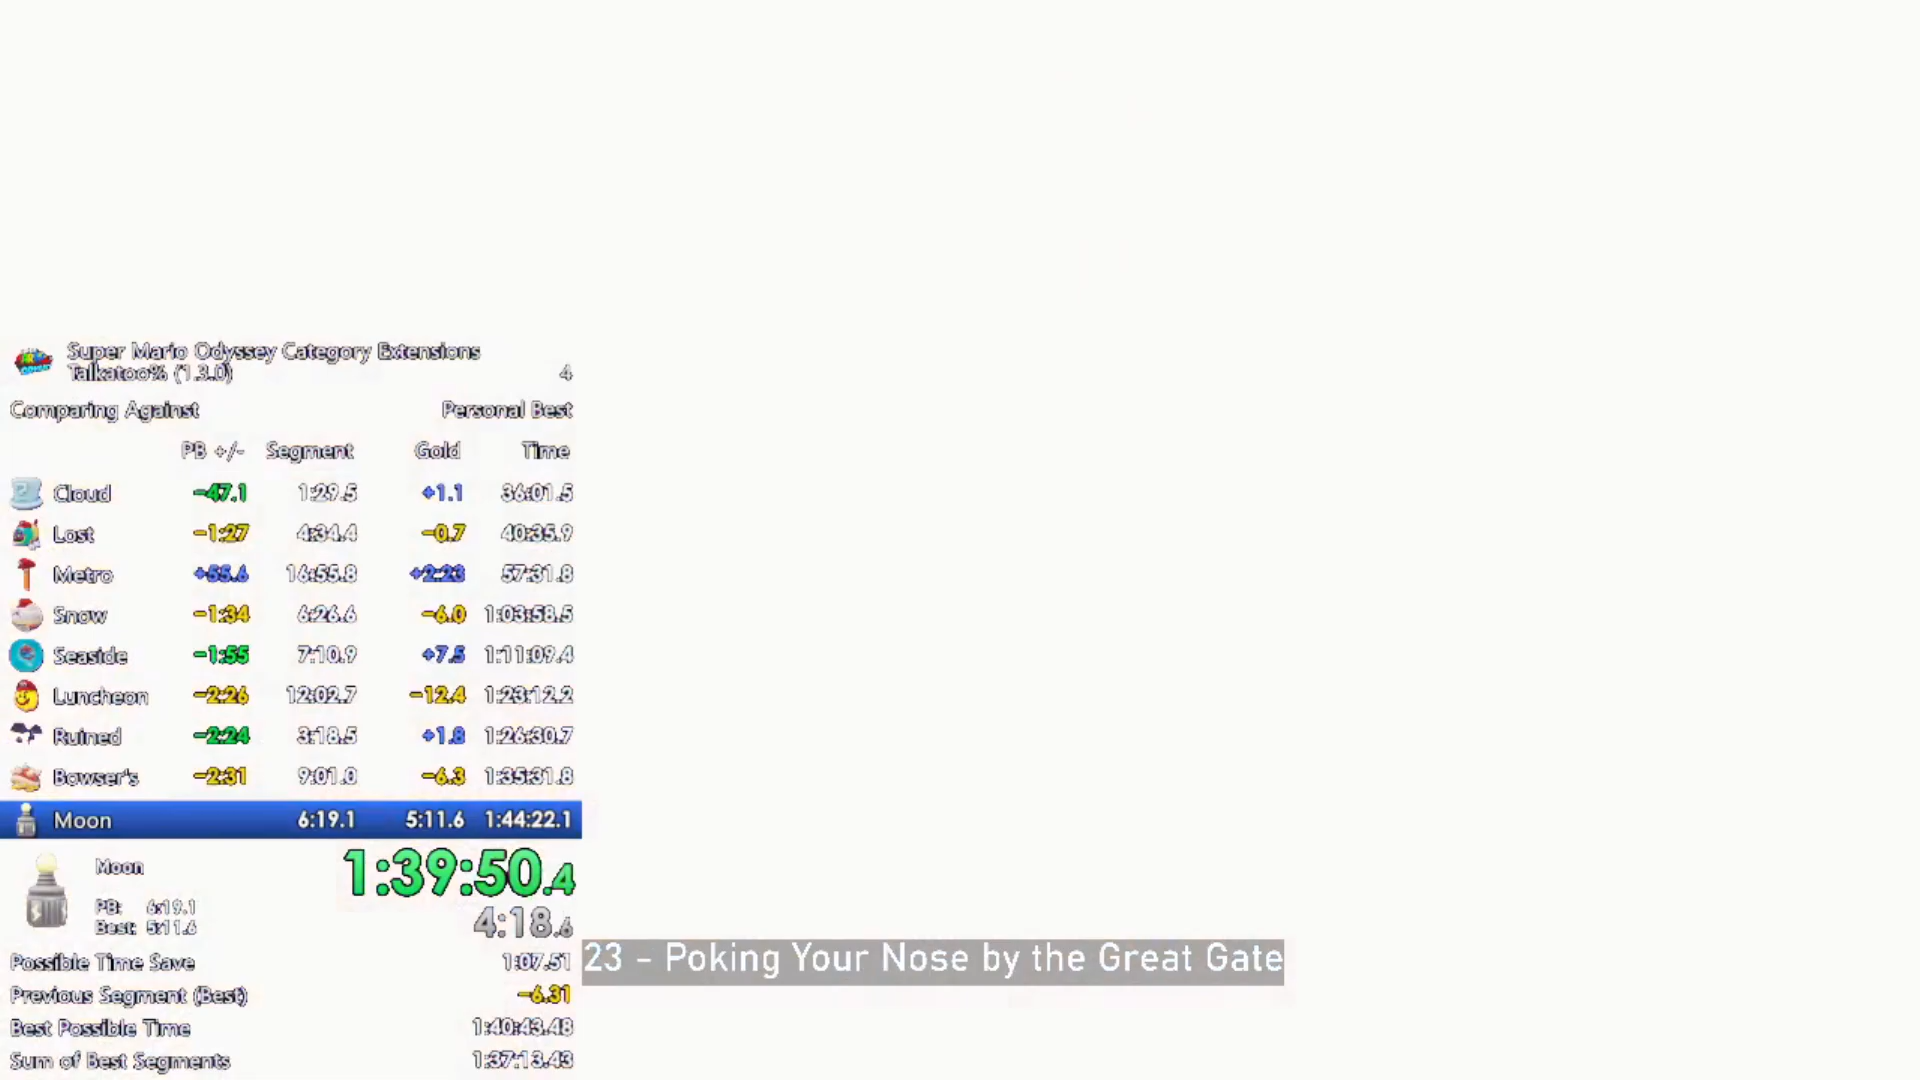 Super Mario Odyssey Category Extensions
Talkatoo% (1.3.0) 4
Comparing Against Personal Best
PB +/- Segment Gold Time
Cloud -47.1 1:29.5 +1.1 36:01.5
Lost -1:27 4:34.4 -0.7 40:35.9
Metro +55.6 16:55.8 +2:23 57:31.8
Snow -1:34 6:26.6 -6.0 1:03:58.5
Seaside -1:55 7:10.9 +7.5 1:11:09.4
Luncheon -2:26 12:02.7 -12.4 1:23:12.2
Ruined -2:24 3:18.5 +1.8 1:26:30.7
Bowser's -2:31 9:01.0 -6.3 1:35:31.8
Moon 6:19.1 5:11.6 1:44:22.1
Moon 1:39:50.4
PB: 6:19.1
Best: 5:11.6 4:18.6
Possible Time Save 1:07.51
Previous Segment (Best) -6.31
Best Possible Time 1:40:43.48
Sum of Best Segments 1:37:13.43
23 - Poking Your Nose by the Great Gate